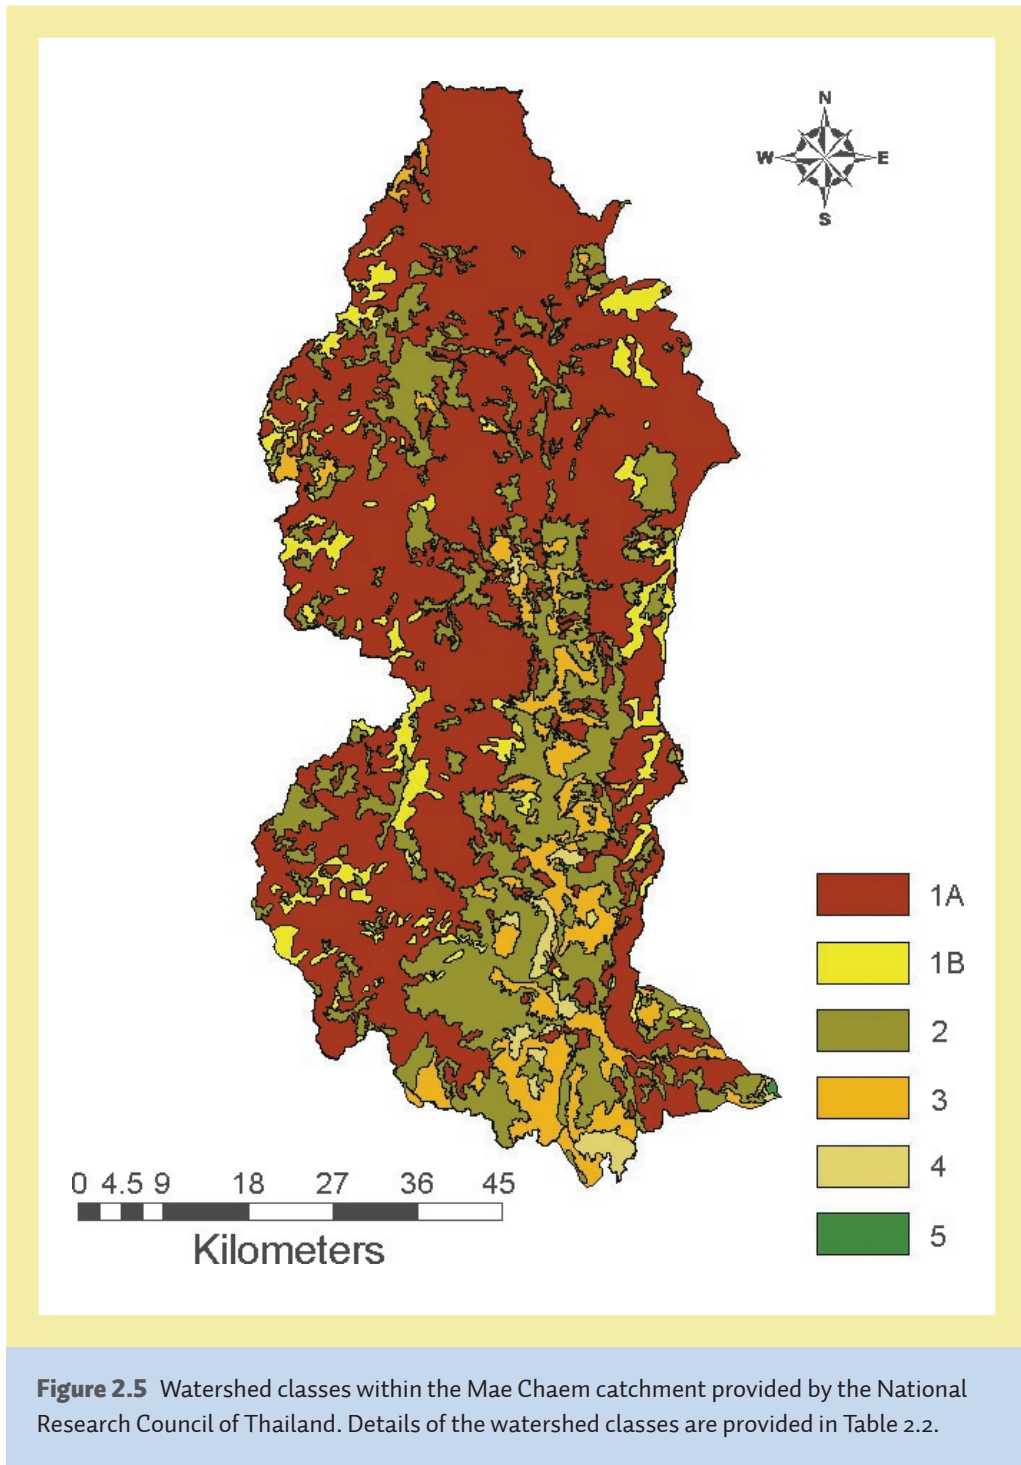 N
W E
S
1A
1B
2
3
4
5
0 4.5 9 18 27 36 45
Kilometers
Figure 2.5 Watershed classes within the Mae Chaem catchment provided by the National
Research Council of Thailand. Details of the watershed classes are provided in Table 2.2.